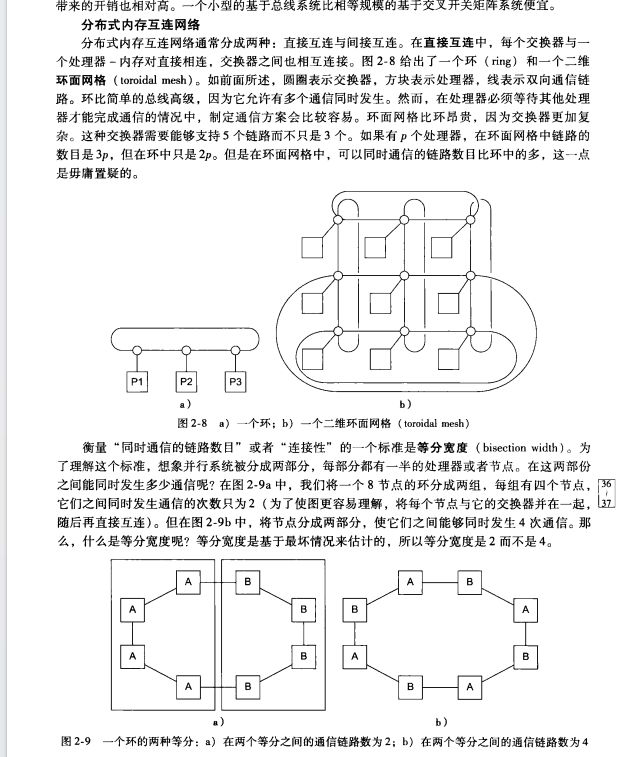 带来的开销也相对高。一个小型的基于总线系统比相等规模的基于交叉开关矩阵系统便宜。
分布式内存互连网络
分布式内存互连网络通常分成两种：直接互连与间接互连。在直接互连中，每个交换器与一
个处理器－内存对直接相连，交换器之间也相互连接。图 2-8 给出了一个环（ring）和一个二维
环面网格（toroidal mesh）。如前面所述，圆圈表示交换器，方块表示处理器，线表示双向通信链
路。环比简单的总线高级，因为它允许有多个通信同时发生。然而，在处理器必须等待其他处理
器才能完成通信的情况中，制定通信方案会比较容易。环面网格比环昂贵，因为交换器更加复
杂。这种交换器需要能够支持 5 个链路而不只是 3 个。如果有 p 个处理器，在环面网格中链路的
数目是 3p，但在环中只是 2p。但是在环面网格中，可以同时通信的链路数目比环中的多，这一点
是毋庸置疑的。
P1 P2 P3
a） b）
图 2-8 a）一个环；b）一个二维环面网格（toroidal mesh）
衡量“同时通信的链路数目”或者“连接性”的一个标准是等分宽度（bisection width）。为
了理解这个标准，想象并行系统被分成两部分，每部分都有一半的处理器或者节点。在这两部份
之间能同时发生多少通信呢？在图 2-9a 中，我们将一个 8 节点的环分成两组，每组有四个节点，
36
它们之间同时发生通信的次数只为 2（为了使图更容易理解，将每个节点与它的交换器并在一起，
37
随后再直接互连）。但在图 2-9b 中，将节点分成两部分，使它们之间能够同时发生 4 次通信。那
么，什么是等分宽度呢？等分宽度是基于最坏情况来估计的，所以等分宽度是 2 而不是 4。
A B A B
A B B A
A B A B
A B B A
a） b）
图 2-9 一个环的两种等分：a）在两个等分之间的通信链路数为 2；b）在两个等分之间的通信链路数为 4